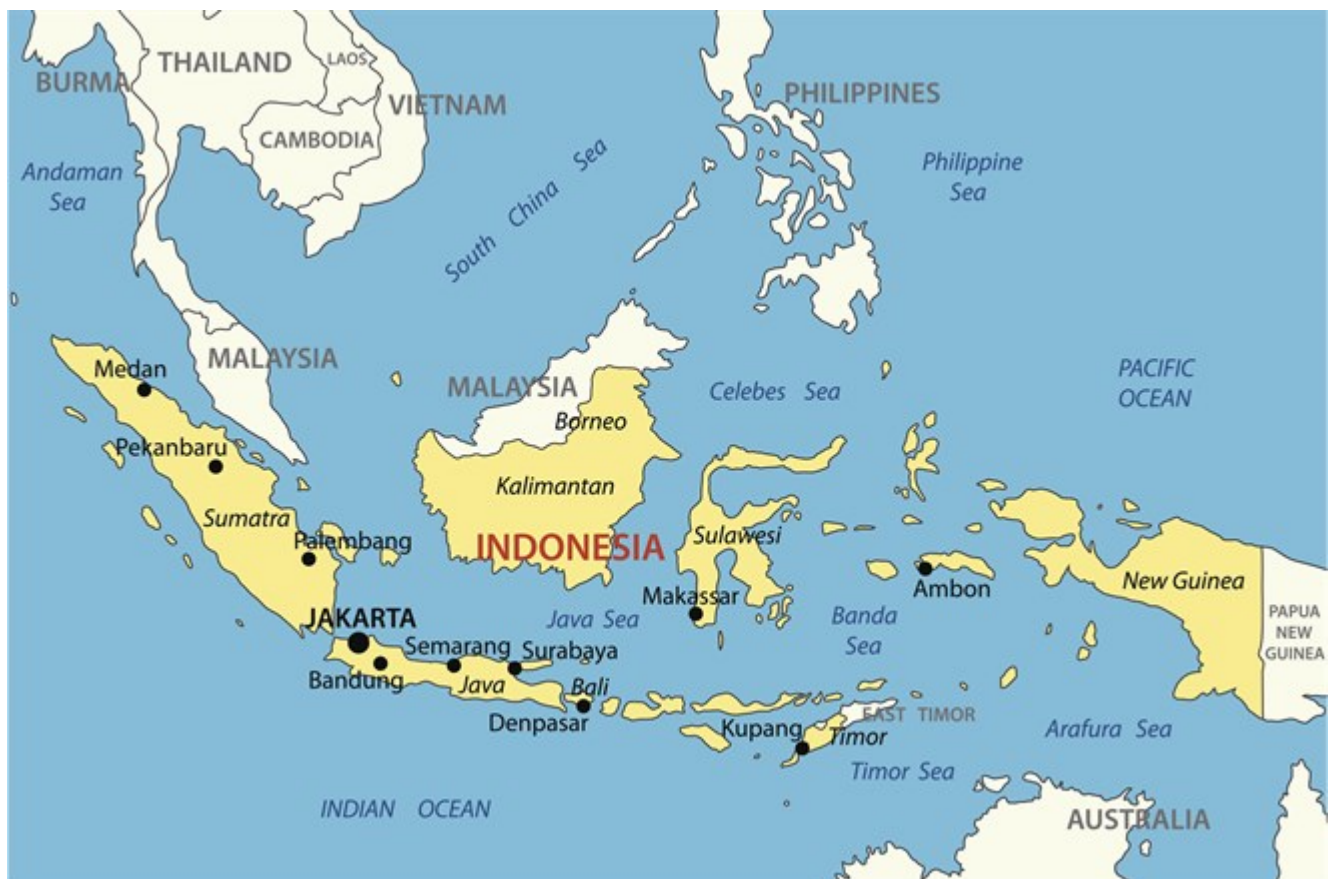 BURMA
THAILAND
LAOS
VIETNAM
CAMBODIA
PHILIPPINES
Andaman
Sea
South China Sea
Philippine
Sea
MALAYSIA
MALAYSIA
Medan
Borneo
Celebes Sea
PACIFIC
OCEAN
Pekanbaru
Kalimantan
Sumatra
Palembang
INDONESIA
Sulawesi
New Guinea
Makassar
Ambon
JAKARTA
Java Sea
Banda
Sea
PAPUA
NEW
GUINEA
Semarang
Surabaya
Bandung
Java
Bali
Denpasar
Kupang
EAST TIMOR
Timor
Arafura Sea
Timor Sea
INDIAN OCEAN
AUSTRALIA